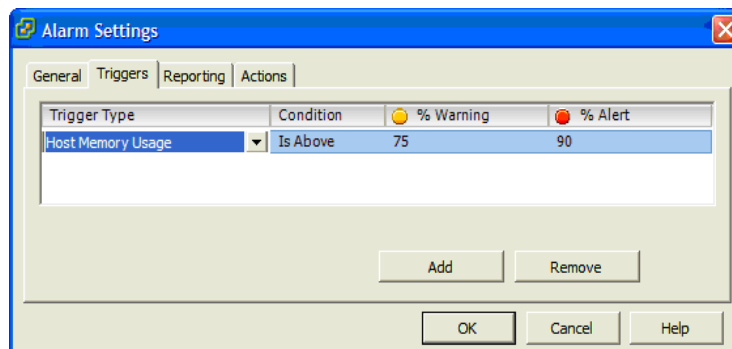 Alarm Settings
General Triggers Reporting Actions
Trigger Type Condition % Warning % Alert
Host Memory Usage Is Above 75 90
Add Remove
OK Cancel Help